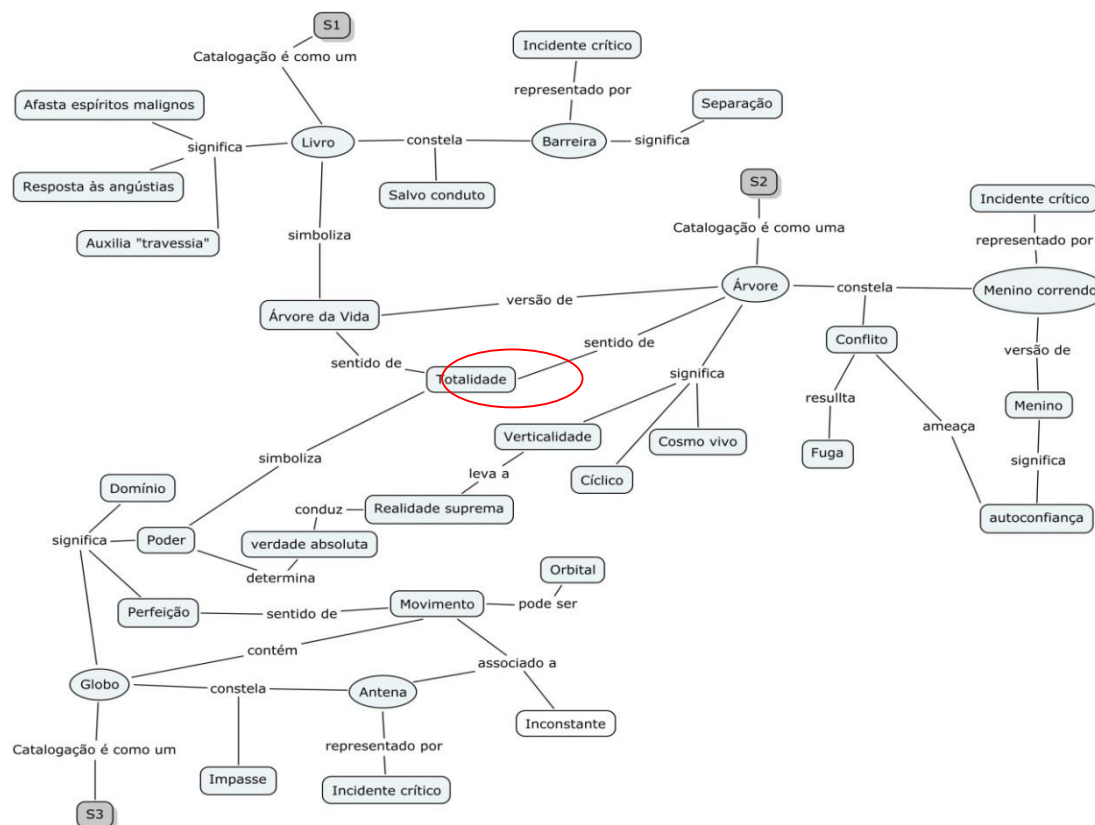 S1
Catalogação é como um
Incidente crítico
representado por
Afasta espíritos malignos
Separação
significa
Livro
constela
Barreira
significa
Resposta às angústias
Salvo conduto
S2
Incidente crítico
Auxilia "travessia"
simboliza
Catalogação é como uma
representado por
Árvore
constela
Menino correndo
Árvore da Vida
versão de
Conflito
sentido de
sentido de
versão de
Totalidade
significa
resullta
Menino
ameaça
Verticalidade
Cosmo vivo
Fuga
simboliza
significa
leva a
Cíclico
Domínio
conduz
Realidade suprema
autoconfiança
significa
Poder
verdade absoluta
determina
Orbital
Perfeição
sentido de
Movimento
pode ser
contém
associado a
Globo
constela
Antena
Inconstante
Catalogação é como um
representado por
Impasse
Incidente crítico
S3